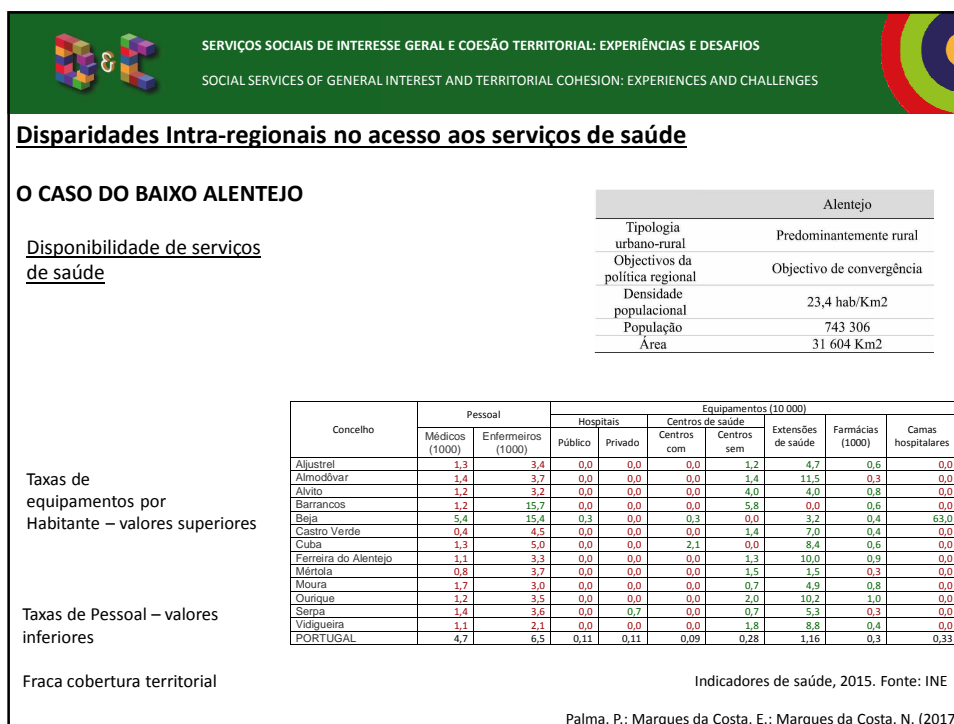 D&C
SERVIÇOS SOCIAIS DE INTERESSE GERAL E COESÃO TERRITORIAL: EXPERIÊNCIAS E DESAFIOS
SOCIAL SERVICES OF GENERAL INTEREST AND TERRITORIAL COHESION: EXPERIENCES AND CHALLENGES
Disparidades Intra-regionais no acesso aos serviços de saúde
O CASO DO BAIXO ALENTEJO
Disponibilidade de serviços
de saúde
Alentejo
Tipologia
urbano-rural
Predominantemente rural
Objectivos da
política regional
Objectivo de convergência
Densidade
populacional
23,4 hab/Km2
População 743 306
Área 31 604 Km2
Taxas de
equipamentos por
Habitante – valores superiores
Taxas de Pessoal – valores
inferiores
Fraca cobertura territorial
Concelho
Pessoal
Equipamentos (10 000)
Hospitais Centros de saúde
Médicos
(1000)
Enfermeiros
(1000)
Público
Privado
Centros
com
Centros
sem
Extensões
de saúde
Farmácias
(1000)
Camas
hospitalares
Aljustrel 1,3 3,4 0,0 0,0 0,0 1,2 4,7 0,6 0,0
Almodôvar 1,4 3,7 0,0 0,0 0,0 1,4 11,5 0,3 0,0
Alvito 1,2 3,2 0,0 0,0 0,0 4,0 4,0 0,8 0,0
Barrancos 1,2 15,7 0,0 0,0 0,0 5,8 0,0 0,6 0,0
Beja 5,4 15,4 0,3 0,0 0,3 0,0 3,2 0,4 63,0
Castro Verde 0,4 4,5 0,0 0,0 0,0 1,4 7,0 0,4 0,0
Cuba 1,3 5,0 0,0 0,0 2,1 0,0 8,4 0,6 0,0
Ferreira do Alentejo 1,1 3,3 0,0 0,0 0,0 1,3 10,0 0,9 0,0
Mértola 0,8 3,7 0,0 0,0 0,0 1,5 1,5 0,3 0,0
Moura 1,7 3,0 0,0 0,0 0,0 0,7 4,9 0,8 0,0
Ourique 1,2 3,5 0,0 0,0 0,0 2,0 10,2 1,0 0,0
Serpa 1,4 3,6 0,0 0,7 0,0 0,7 5,3 0,3 0,0
Vidigueira 1,1 2,1 0,0 0,0 0,0 1,8 8,8 0,4 0,0
PORTUGAL 4,7 6,5 0,11 0,11 0,09 0,28 1,16 0,3 0,33
Indicadores de saúde, 2015. Fonte: INE
Palma, P.; Marques da Costa, E.; Marques da Costa, N. (2017